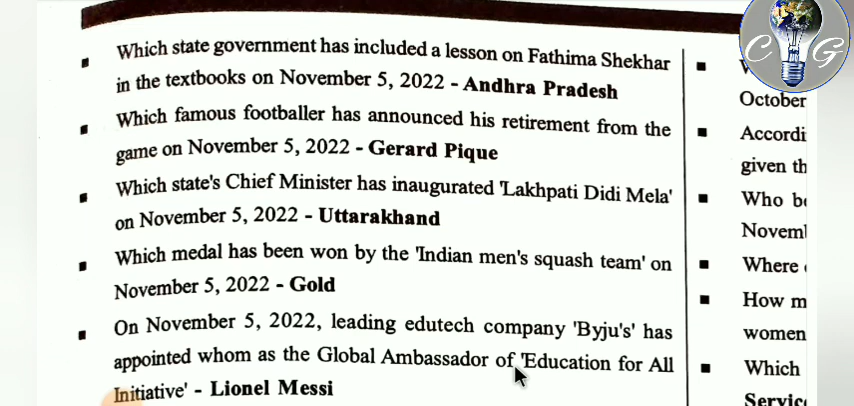 Which state government has included a lesson on Fathima Shekhar
in the textbooks on November 5, 2022 - Andhra Pradesh
Which famous footballer has announced his retirement from the
game on November 5, 2022 - Gerard Pique
Which state's Chief Minister has inaugurated 'Lakhpati Didi Mela'
on November 5, 2022 - Uttarakhand
Which medal has been won by the 'Indian men's squash team' on
November 5, 2022 - Gold
On November 5, 2022, leading edutech company 'Byju's' has
appointed whom as the Global Ambassador of 'Education for All
Initiative' - Lionel Messi
October
Accordi
given th
Who b
Novem
Where
How m
women
Which
Servic
C G